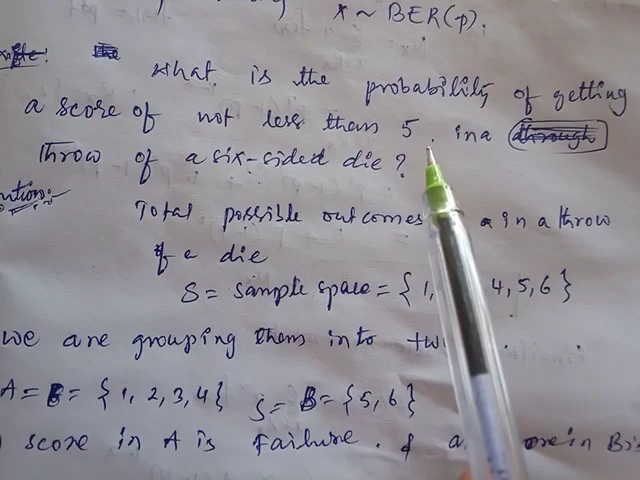 x ~ BER(p).
What is the probability of getting
a score of not less them 5 in a
Throw of a six-sided die?
Total possible outcomes in a throw
of a die
S = sample space = { 1, 4, 5, 6 }
we are grouping them into
A = = { 1, 2, 3, 4 } S = B = { 5, 6 }
score in A is Failure. & in B